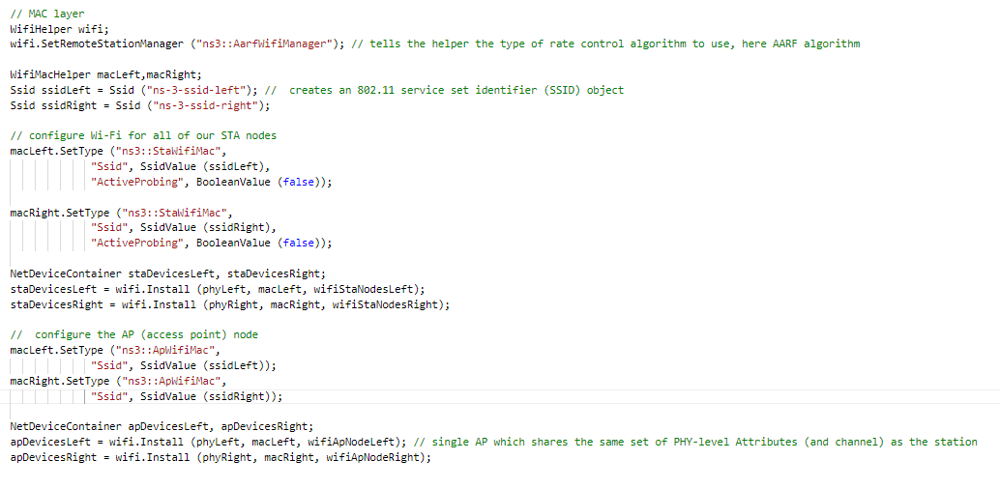 // MAC layer
WifiHelper wifi;
wifi.SetRemoteStationManager ("ns3::AarfWifiManager"); // tells the helper the type of rate control algorithm to use, here AARF algorithm
WifiMacHelper macLeft,macRight;
Ssid ssidLeft = Ssid ("ns-3-ssid-left"); //  creates an 802.11 service set identifier (SSID) object
Ssid ssidRight = Ssid ("ns-3-ssid-right");
// configure Wi-Fi for all of our STA nodes
macLeft.SetType ("ns3::StaWifiMac",
"Ssid", SsidValue (ssidLeft),
"ActiveProbing", BooleanValue (false));
macRight.SetType ("ns3::StaWifiMac",
"Ssid", SsidValue (ssidRight),
"ActiveProbing", BooleanValue (false));
NetDeviceContainer staDevicesLeft, staDevicesRight;
staDevicesLeft = wifi.Install (phyLeft, macLeft, wifiStaNodesLeft);
staDevicesRight = wifi.Install (phyRight, macRight, wifiStaNodesRight);
//  configure the AP (access point) node
macLeft.SetType ("ns3::ApWifiMac",
"Ssid", SsidValue (ssidLeft));
macRight.SetType ("ns3::ApWifiMac",
"Ssid", SsidValue (ssidRight));
NetDeviceContainer apDevicesLeft, apDevicesRight;
apDevicesLeft = wifi.Install (phyLeft, macLeft, wifiApNodeLeft); // single AP which shares the same set of PHY-level Attributes (and channel) as the station
apDevicesRight = wifi.Install (phyRight, macRight, wifiApNodeRight);